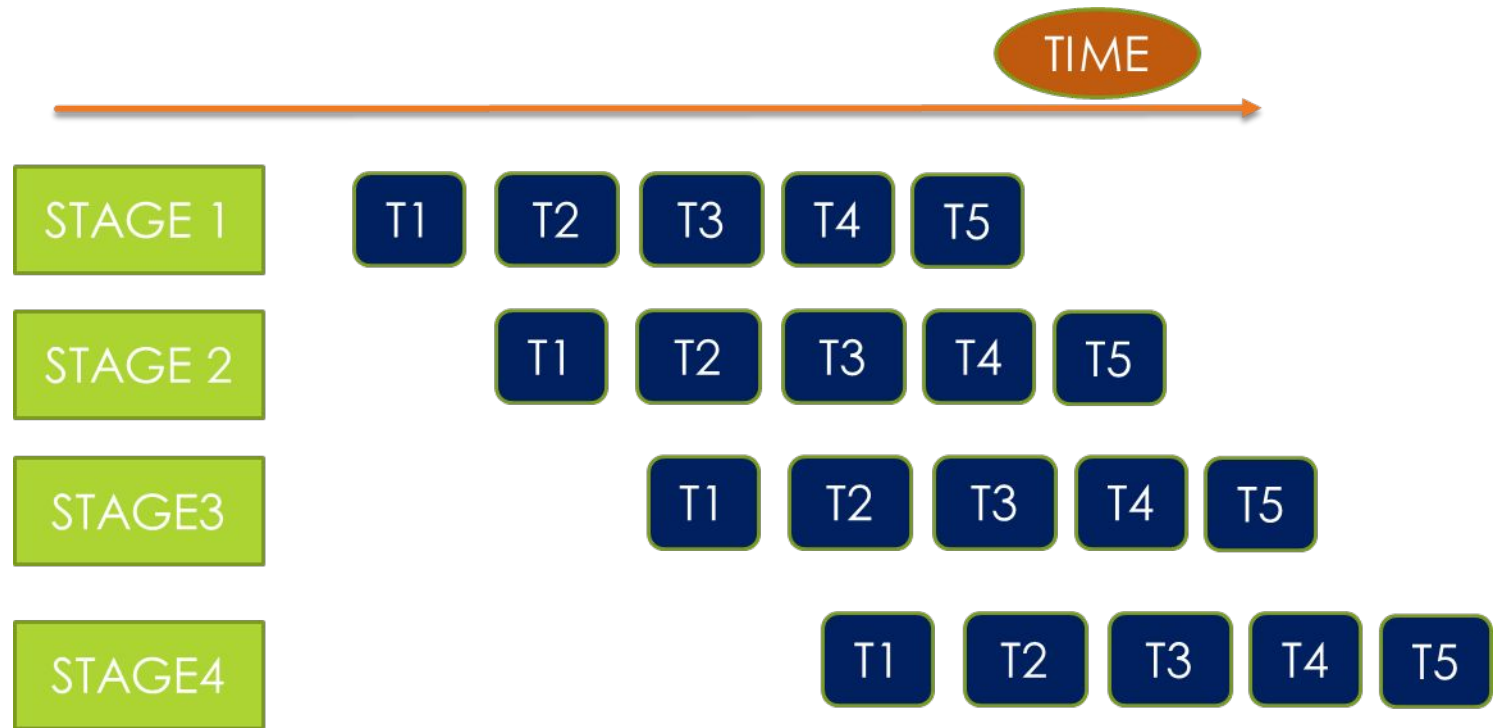 TIME
STAGE 1 T1 T2 T3 T4 T5
STAGE 2 T1 T2 T3 T4 T5
STAGE3 T1 T2 T3 T4 T5
STAGE4 T1 T2 T3 T4 T5